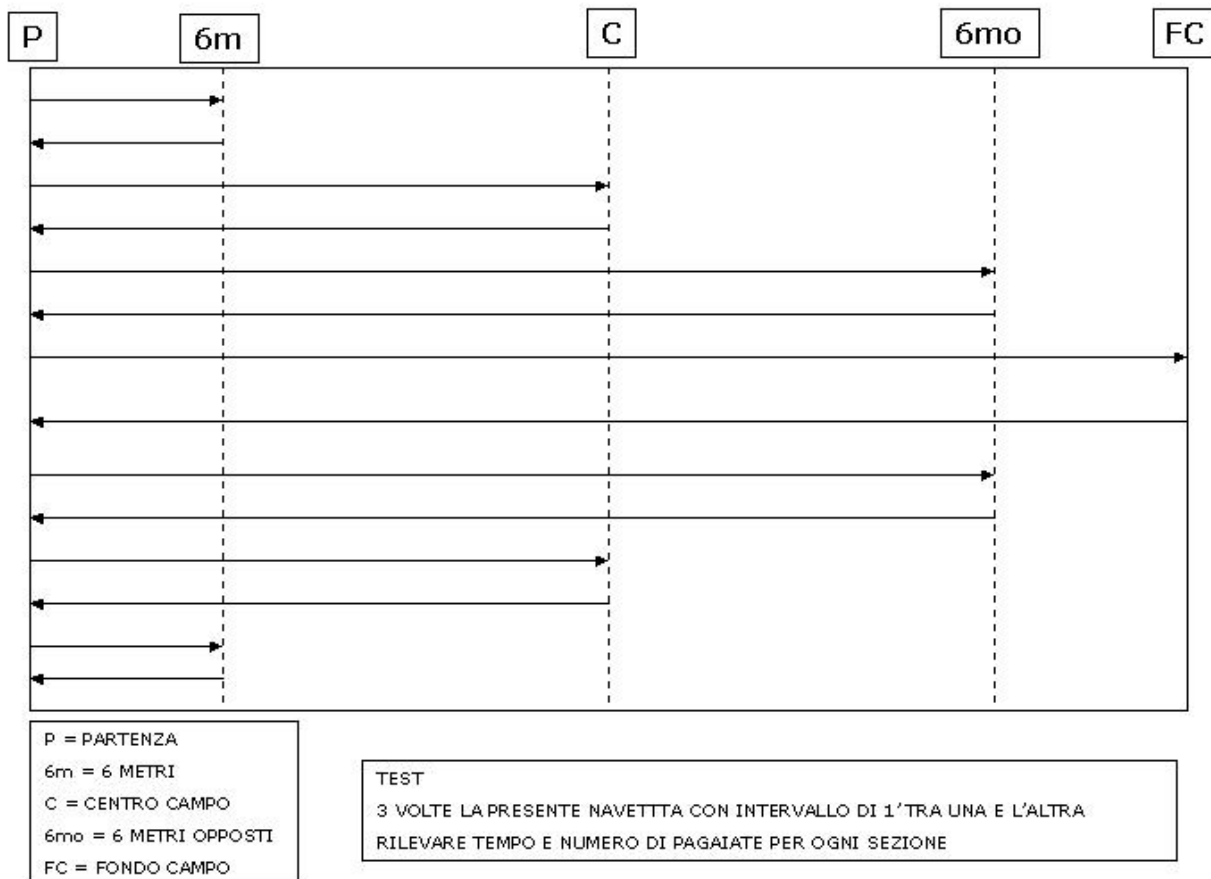 P
6m
C
6mo
FC
P = PARTENZA
6m = 6 METRI
C = CENTRO CAMPO
6mo = 6 METRI OPPOSTI
FC = FONDO CAMPO
TEST
3 VOLTE LA PRESENTE NAVETTTA CON INTERVALLO DI 1' TRA UNA E L'ALTRA
RILEVARE TEMPO E NUMERO DI PAGAIATE PER OGNI SEZIONE